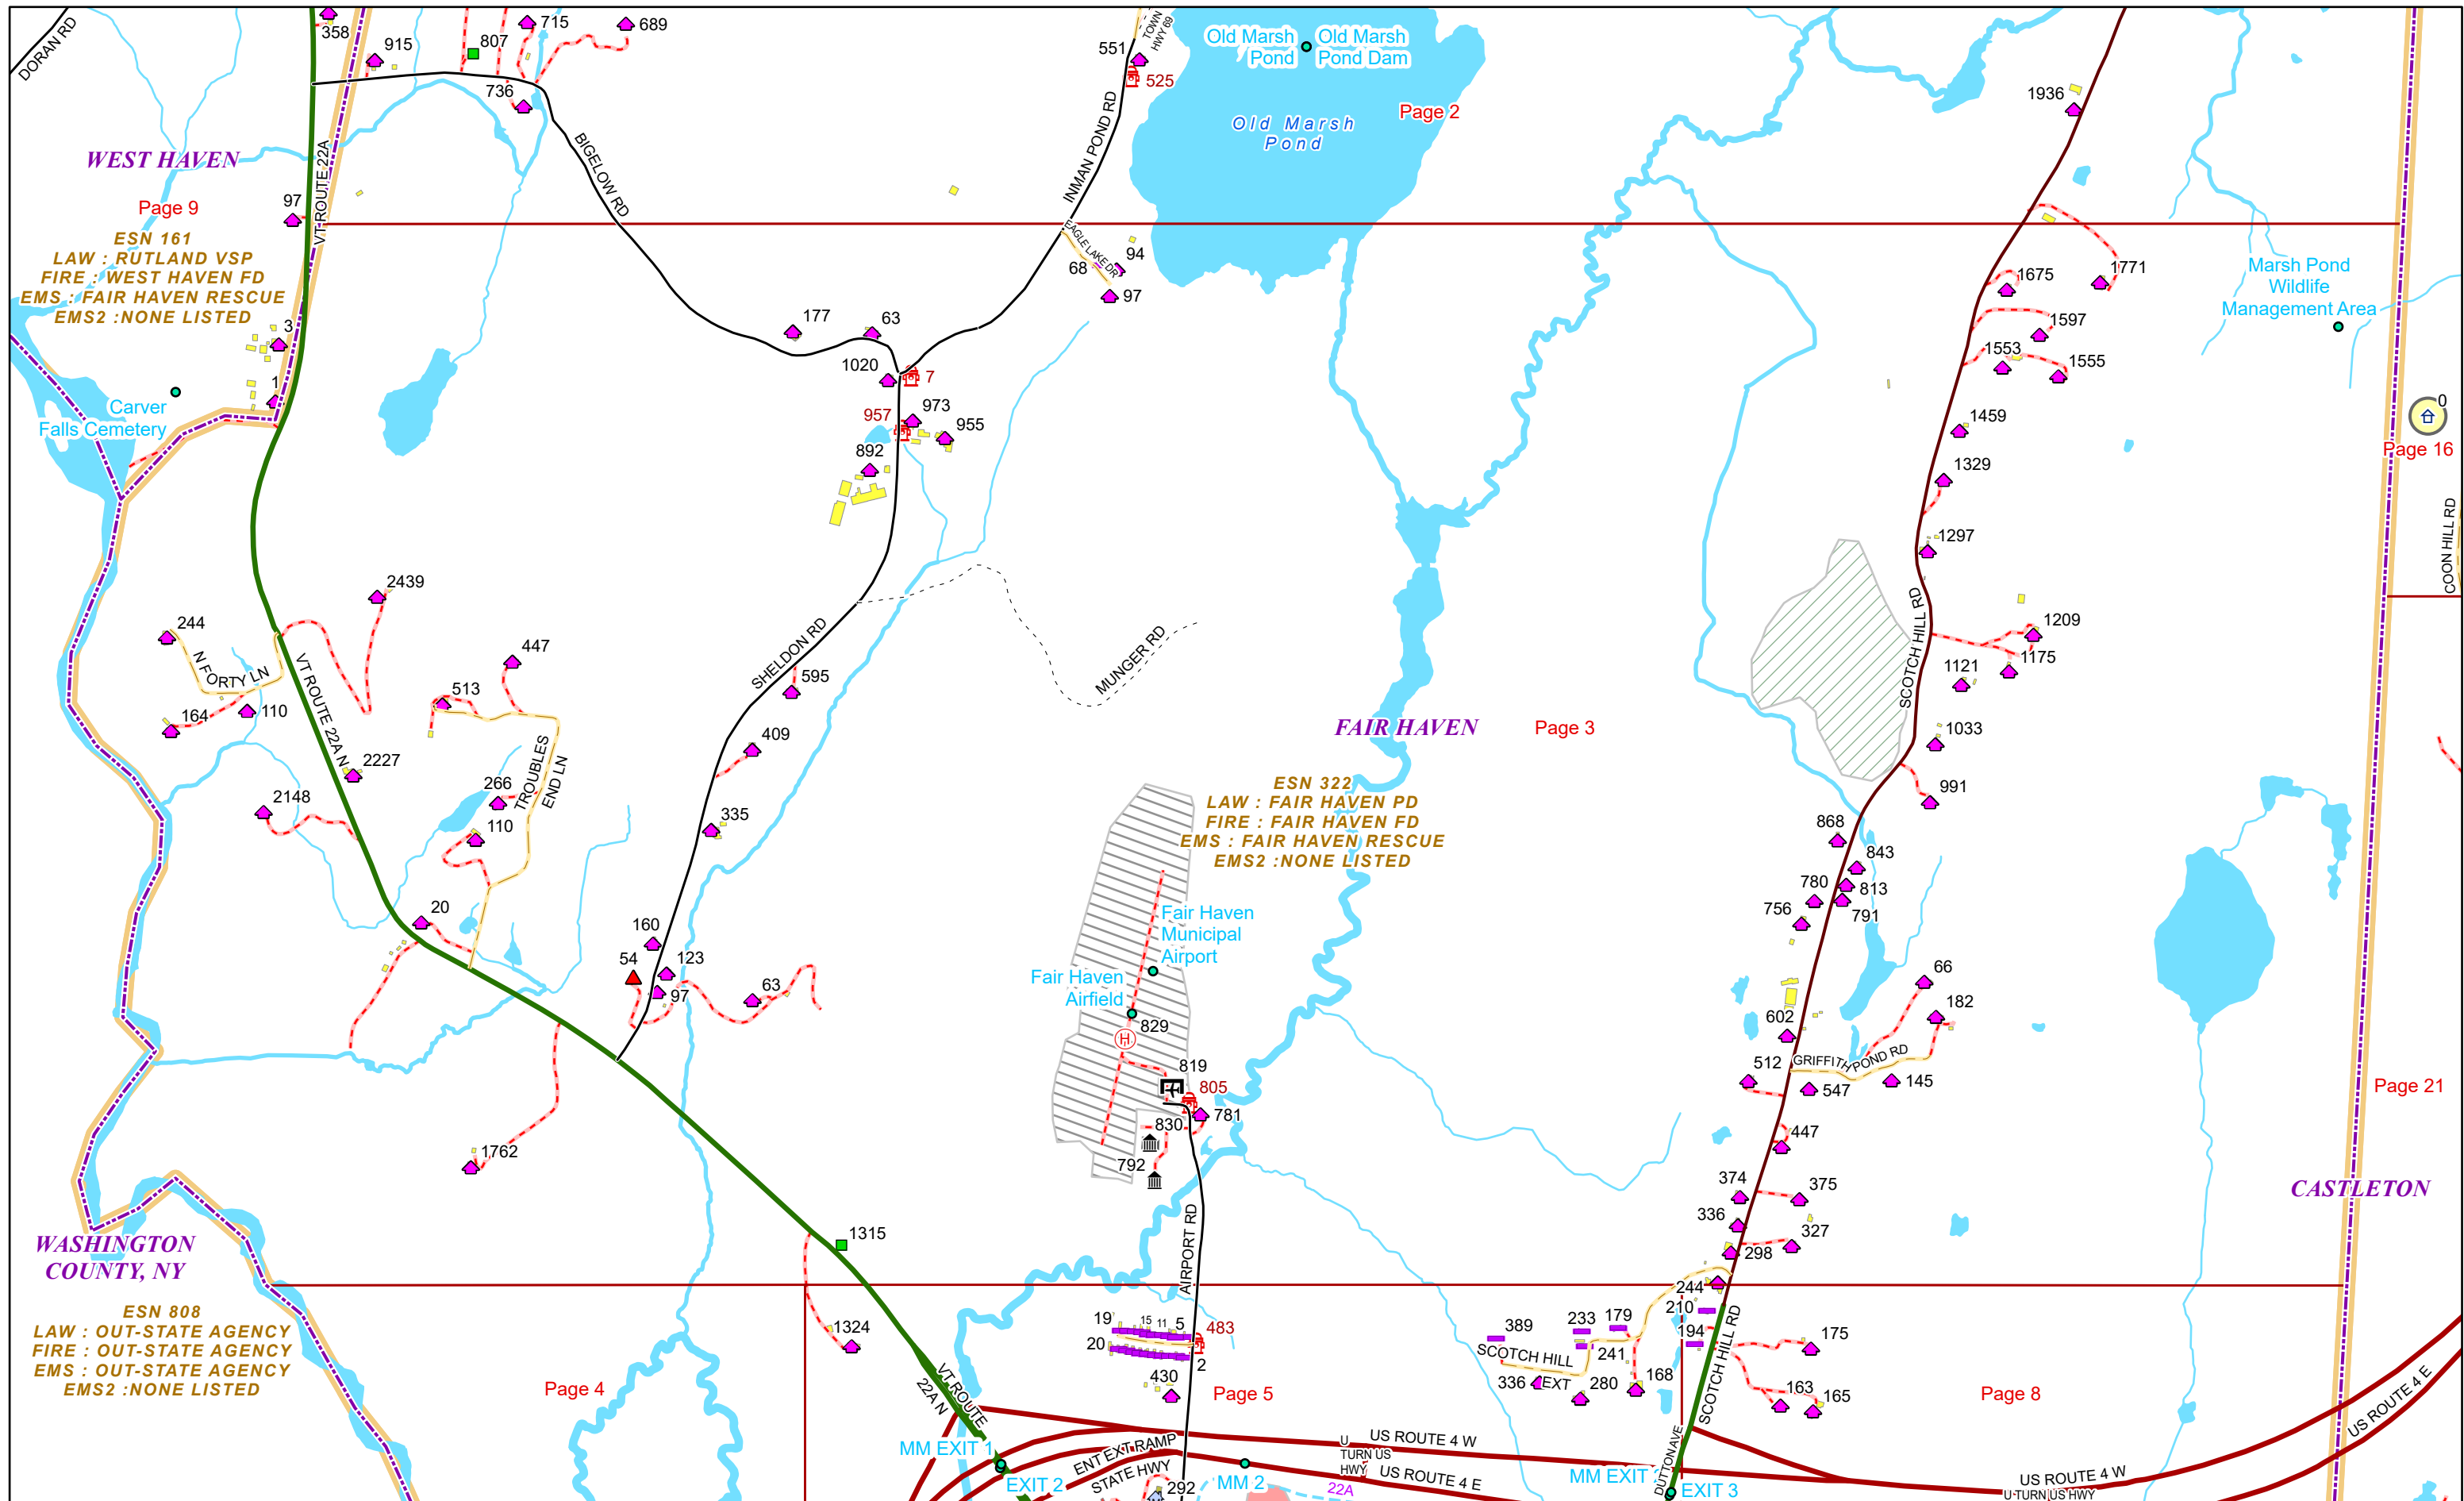 DORAN RD
358
915
807
715
689
736
BIGELOW RD
551
TOWN
HWY 69
525
INMAN POND RD
Old Marsh
Pond
Old Marsh
Pond Dam
Old Marsh
Pond
Page 2
1936
WEST HAVEN
Page 9
97
VT ROUTE 22A
ESN 161
LAW : RUTLAND VSP
FIRE : WEST HAVEN FD
EMS : FAIR HAVEN RESCUE
EMS2 :NONE LISTED
3
1
Carver
Falls Cemetery
EAGLE LAKE DR
94
68
97
177
63
1020
7
957
973
955
892
1675
1771
1597
1553
1555
1459
1329
1297
Marsh Pond
Wildlife
Management Area
0
Page 16
COON HILL RD
2439
244
N FORTY LN
447
513
164
110
VT ROUTE 22A N
2227
266
TROUBLES
END LN
2148
110
20
SHELDON RD
595
409
335
160
54
123
97
63
MUNGER RD
FAIR HAVEN
Page 3
ESN 322
LAW : FAIR HAVEN PD
FIRE : FAIR HAVEN FD
EMS : FAIR HAVEN RESCUE
EMS2 :NONE LISTED
SCOTCH HILL RD
1209
1175
1121
1033
991
868
843
813
780
791
756
Fair Haven
Municipal
Airport
Fair Haven
Airfield
829
H
819
805
781
830
792
AIRPORT RD
66
182
602
GRIFFITH POND RD
512
547
145
447
374
375
336
327
298
244
Page 21
CASTLETON
1762
1315
1324
WASHINGTON
COUNTY, NY
ESN 808
LAW : OUT-STATE AGENCY
FIRE : OUT-STATE AGENCY
EMS : OUT-STATE AGENCY
EMS2 :NONE LISTED
Page 4
19
15
11
5
483
20
2
430
Page 5
389
233
179
210
194
SCOTCH HILL
EXT
241
336
280
168
SCOTCH HILL RD
175
163
165
Page 8
VT ROUTE
22A N
MM EXIT 1
EXIT 2
ENT EXT RAMP
STATE HWY
292
MM 2
U
TURN US
HWY
US ROUTE 4 W
US ROUTE 4 E
22A
MM EXIT
DUTTON AVE
EXIT 3
US ROUTE 4 W
U TURN US HWY
US ROUTE 4 E